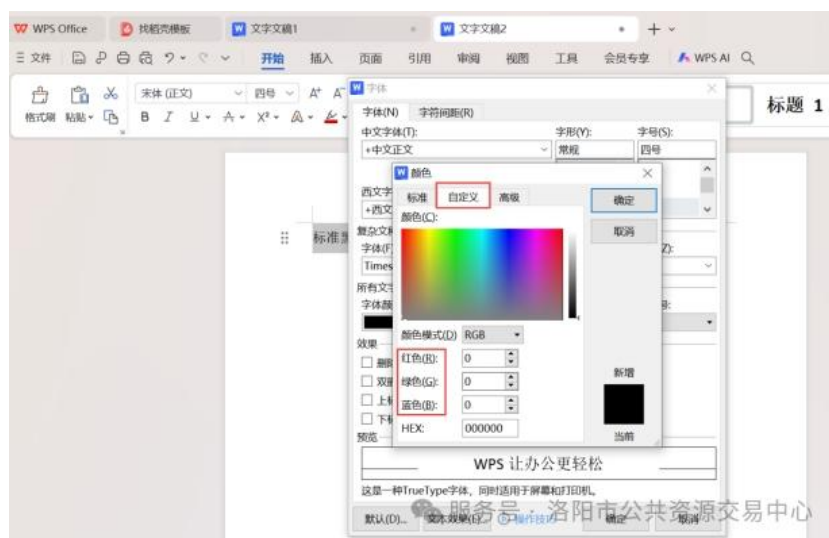 WPS Office 找稻壳模板 文字文稿1 文字文稿2
文件 开始 插入 页面 引用 审阅 视图 工具 会员专享 WPS AI
格式刷 粘贴 宋体 (正文) 四号 A⁺ A⁻ 标题 1
B I U A X² A
字体
字体(N) 字符间距(R)
中文字体(T): 字形(Y): 字号(S):
+中文正文 常规 四号
颜色
西文字
标准 自定义 高级 确定
+西文
颜色(C):
取消
标准
字体(F) Z):
Times
所有文字
字体颜 号:
颜色模式(D) RGB
效果
红色(R): 0
新增
绿色(G): 0
蓝色(B): 0
HEX: 000000
当前
预览
WPS 让办公更轻松
这是一种TrueType字体，同时适用于屏幕和打印机。
默认(D)... 文本效果(E)... 操作技巧 确定 取消
服务号 · 洛阳市公共资源交易中心